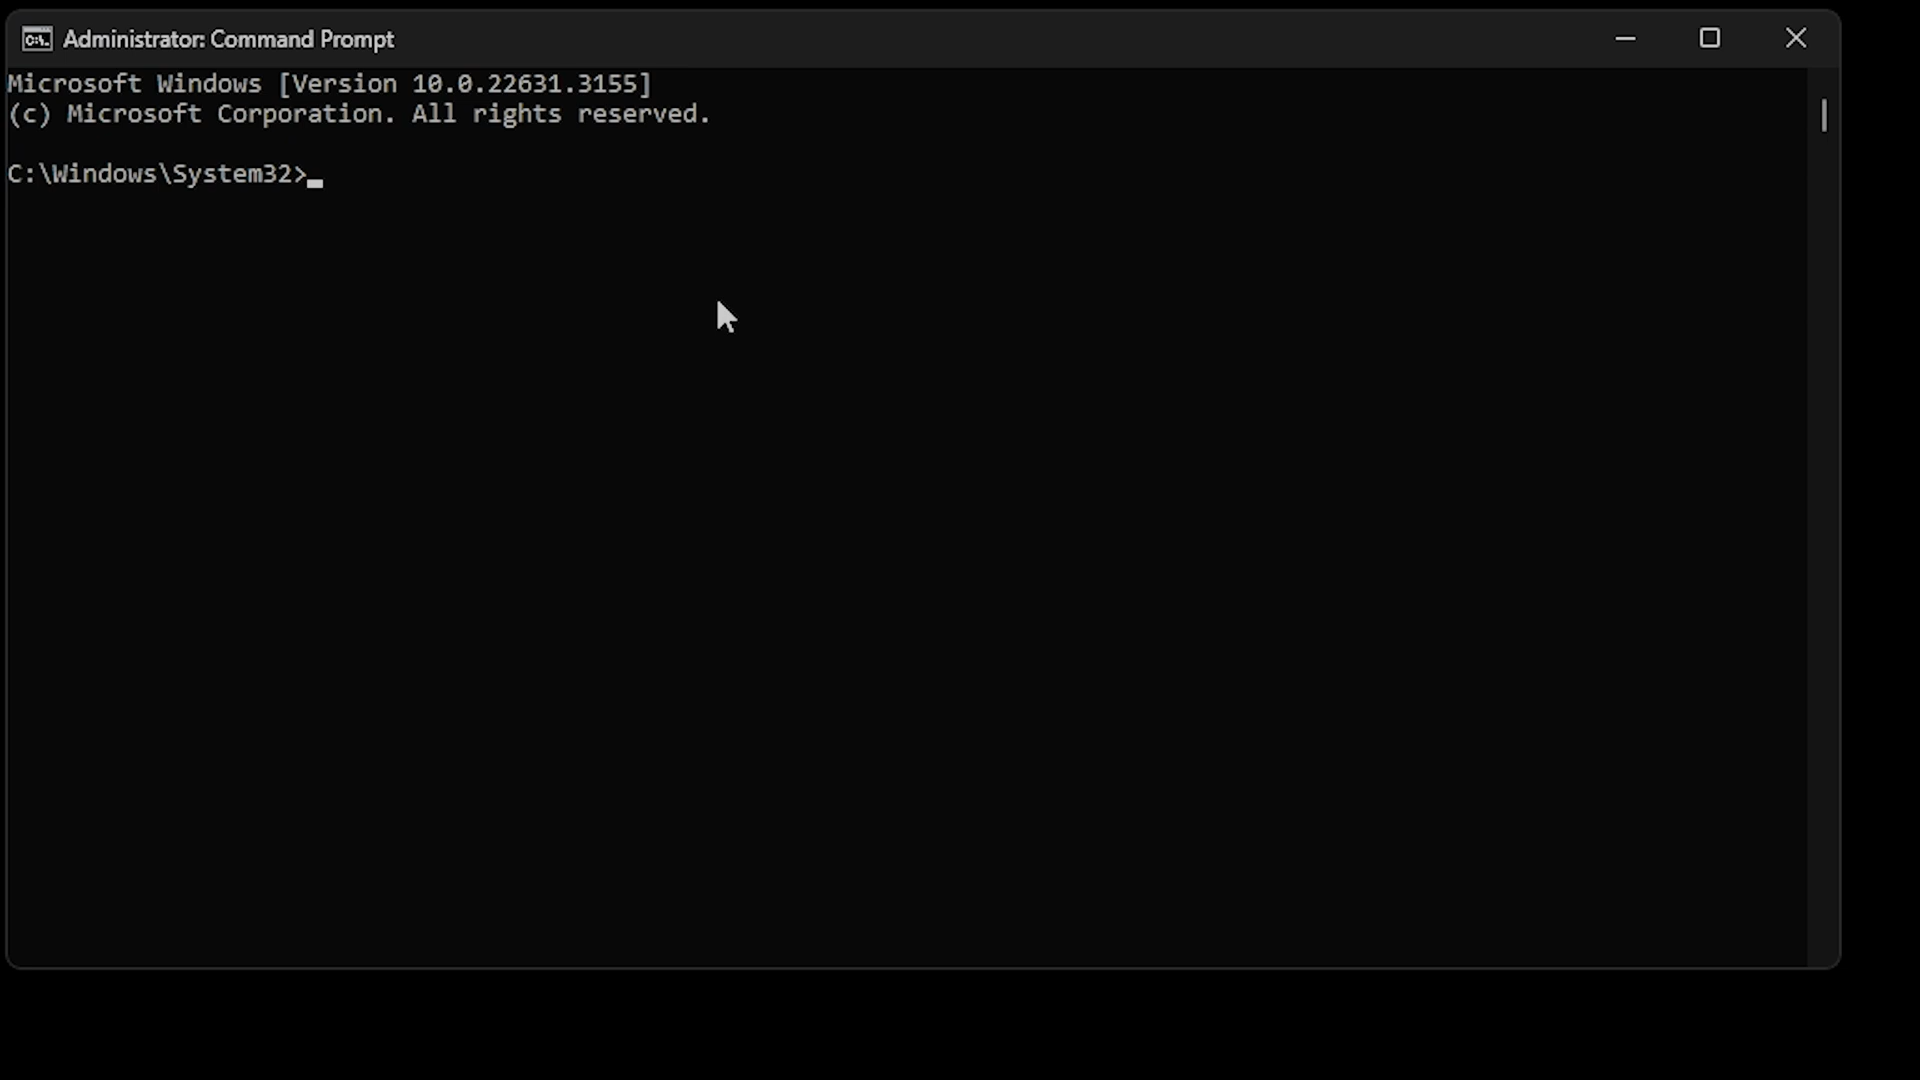 Administrator: Command Prompt
Microsoft Windows [Version 10.0.22631.3155]
(c) Microsoft Corporation. All rights reserved.
C:\Windows\System32>